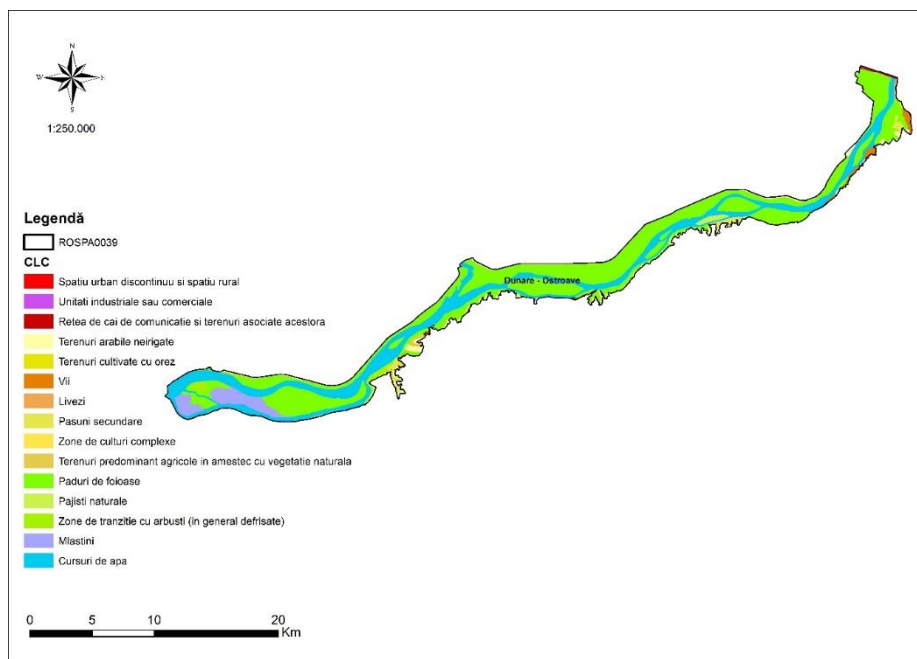 N
W
E
S
1:250.000
Legendă
ROSPA0039
CLC
Spatiu urban discontinuu si spatiu rural
Unitati industriale sau comerciale
Retea de cai de comunicatie si terenuri asociate acestora
Terenuri arabile neirigate
Terenuri cultivate cu orez
Vii
Livezi
Pasuni secundare
Zone de culturi complexe
Terenuri predominant agricole in amestec cu vegetatie naturala
Paduri de foioase
Pajisti naturale
Zone de tranzitie cu arbusti (in general defrisate)
Mlastini
Cursuri de apa
Dunare - Ostroave
0 5 10 20
Km